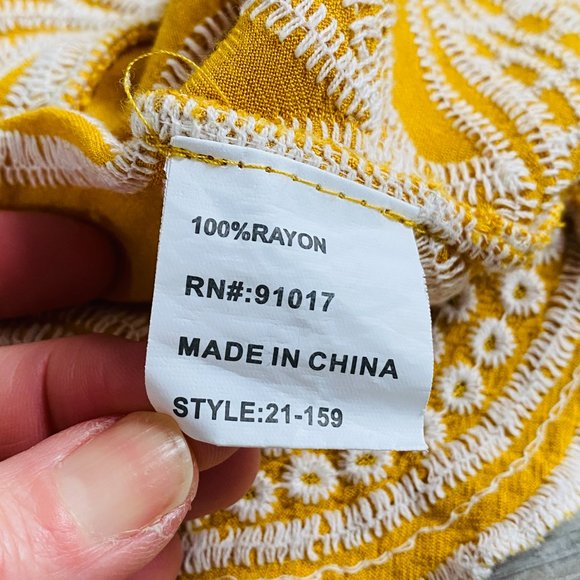 100%RAYON
RN#:91017
MADE IN CHINA
STYLE:21-159